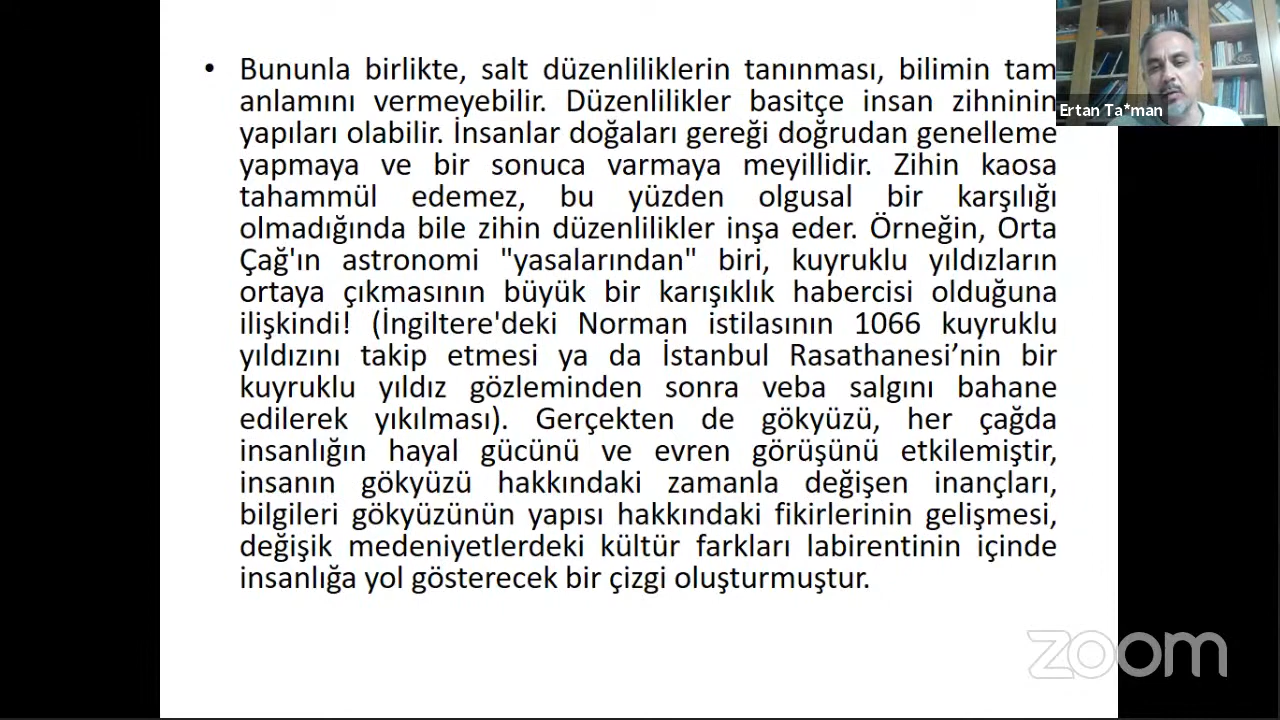 • Bununla birlikte, salt düzenliliklerin tanınması, bilimin tam
anlamını vermeyebilir. Düzenlilikler basitçe insan zihninin
yapıları olabilir. İnsanlar doğaları gereği doğrudan genelleme
yapmaya ve bir sonuca varmaya meyillidir. Zihin kaosa
tahammül edemez, bu yüzden olgusal bir karşılığı
olmadığında bile zihin düzenlilikler inşa eder. Örneğin, Orta
Çağ'ın astronomi "yasalarından" biri, kuyruklu yıldızların
ortaya çıkmasının büyük bir karışıklık habercisi olduğuna
ilişkindi! (İngiltere'deki Norman istilasının 1066 kuyruklu
yıldızını takip etmesi ya da İstanbul Rasathanesi’nin bir
kuyruklu yıldız gözleminden sonra veba salgını bahane
edilerek yıkılması). Gerçekten de gökyüzü, her çağda
insanlığın hayal gücünü ve evren görüşünü etkilemiştir,
insanın gökyüzü hakkındaki zamanla değişen inançları,
bilgileri gökyüzünün yapısı hakkındaki fikirlerinin gelişmesi,
değişik medeniyetlerdeki kültür farkları labirentinin içinde
insanlığa yol gösterecek bir çizgi oluşturmuştur.
Ertan Ta*man
zoom